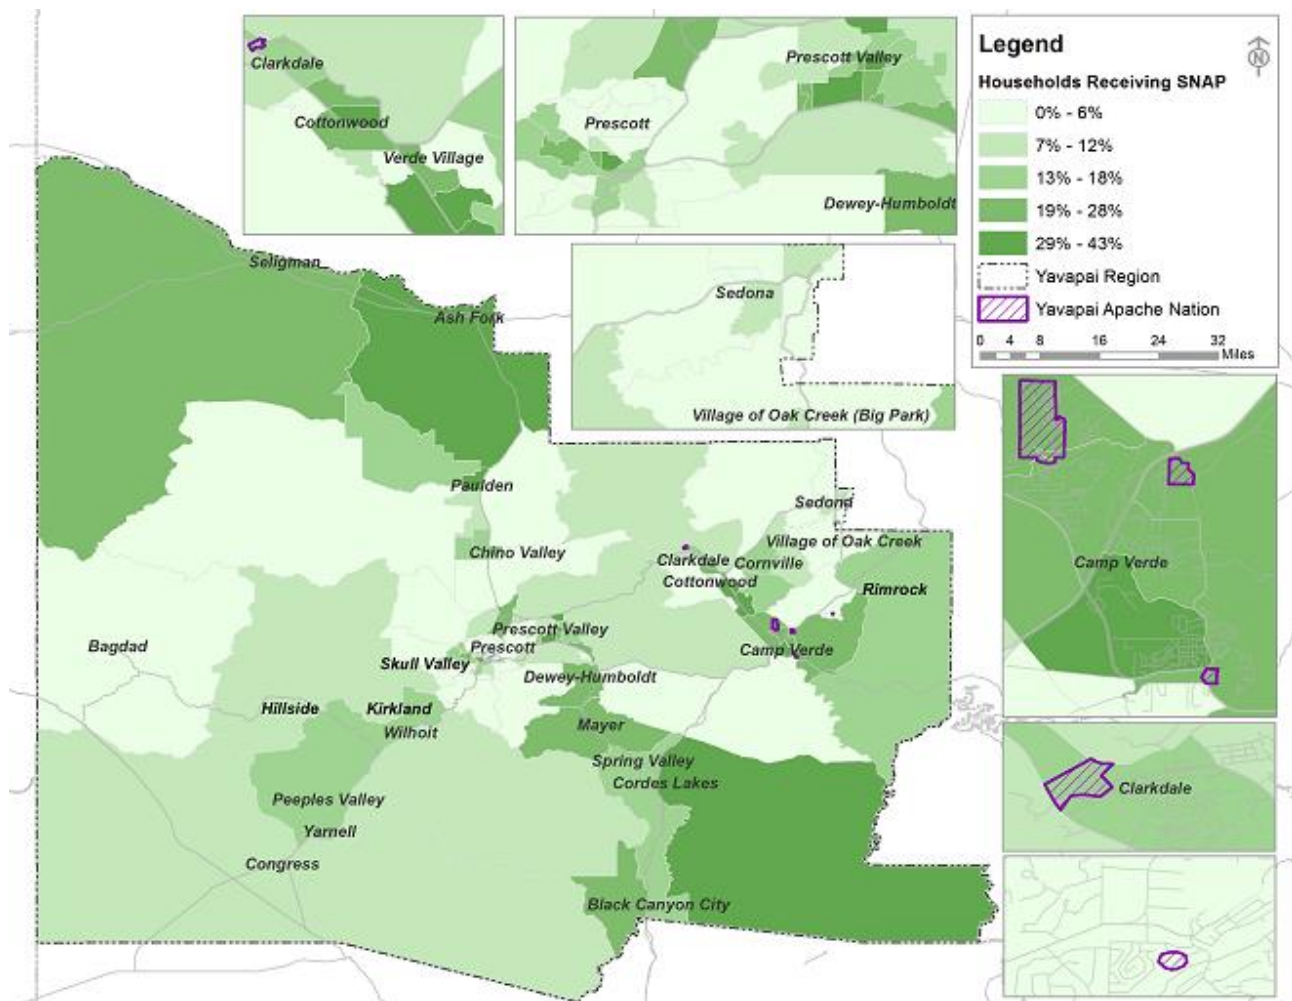 Clarkdale
Cottonwood
Verde Village
Prescott Valley
Prescott
Dewey-Humboldt
Legend
N
Households Receiving SNAP
0% - 6%
7% - 12%
13% - 18%
19% - 28%
29% - 43%
Yavapai Region
Yavapai Apache Nation
0 4 8 16 24 32
Miles
Sedona
Village of Oak Creek (Big Park)
Seligman
Ash Fork
Paulden
Chino Valley
Sedona
Village of Oak Creek
Clarkdale
Cornville
Cottonwood
Rimrock
Prescott Valley
Prescott
Camp Verde
Bagdad
Skull Valley
Dewey-Humboldt
Hillside
Kirkland
Wilhoit
Mayer
Spring Valley
Cordes Lakes
Peeples Valley
Yarnell
Congress
Black Canyon City
Camp Verde
Clarkdale